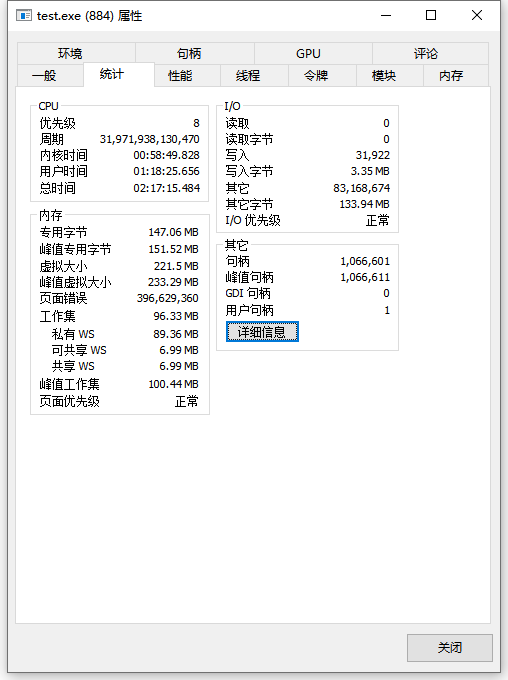 test.exe (884) 属性
环境 句柄 GPU 评论
一般 统计 性能 线程 令牌 模块 内存
CPU
优先级 8
周期 31,971,938,130,470
内核时间 00:58:49.828
用户时间 01:18:25.656
总时间 02:17:15.484
内存
专用字节 147.06 MB
峰值专用字节 151.52 MB
虚拟大小 221.5 MB
峰值虚拟大小 233.29 MB
页面错误 396,629,360
工作集 96.33 MB
私有 WS 89.36 MB
可共享 WS 6.99 MB
共享 WS 6.99 MB
峰值工作集 100.44 MB
页面优先级 正常
I/O
读取 0
读取字节 0
写入 31,922
写入字节 3.35 MB
其它 83,168,674
其它字节 133.94 MB
I/O 优先级 正常
其它
句柄 1,066,601
峰值句柄 1,066,611
GDI 句柄 0
用户句柄 1
详细信息
关闭